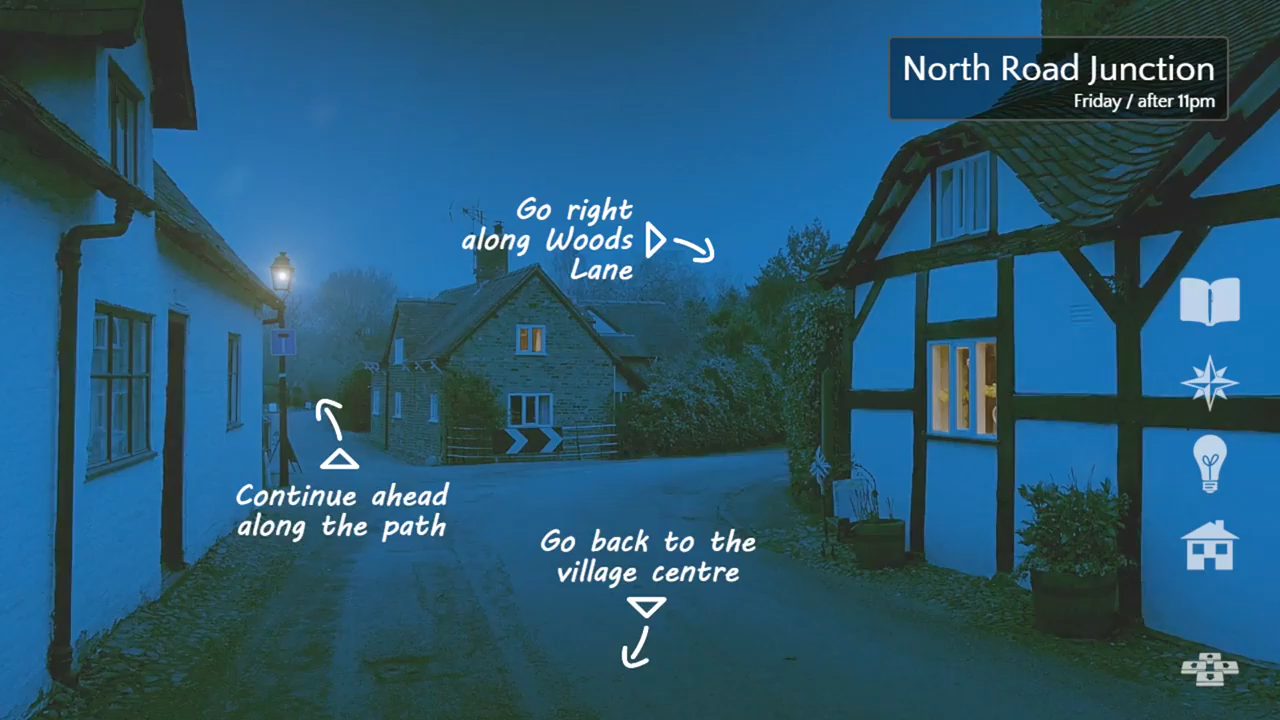 North Road Junction
Friday / after 11pm
Go right
along Woods
Lane
Continue ahead
along the path
Go back to the
village centre